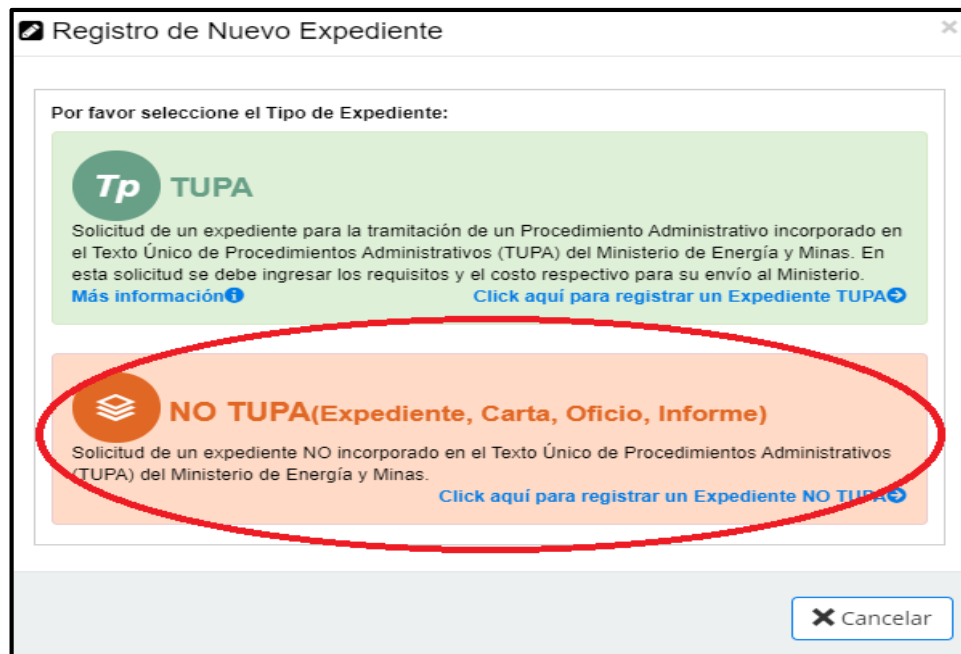 Registro de Nuevo Expediente
×
Por favor seleccione el Tipo de Expediente:
Tp TUPA
Solicitud de un expediente para la tramitación de un Procedimiento Administrativo incorporado en
el Texto Único de Procedimientos Administrativos (TUPA) del Ministerio de Energía y Minas. En
esta solicitud se debe ingresar los requisitos y el costo respectivo para su envío al Ministerio.
Más información Click aquí para registrar un Expediente TUPA
NO TUPA(Expediente, Carta, Oficio, Informe)
Solicitud de un expediente NO incorporado en el Texto Único de Procedimientos Administrativos
(TUPA) del Ministerio de Energía y Minas.
Click aquí para registrar un Expediente NO TUPA
Cancelar